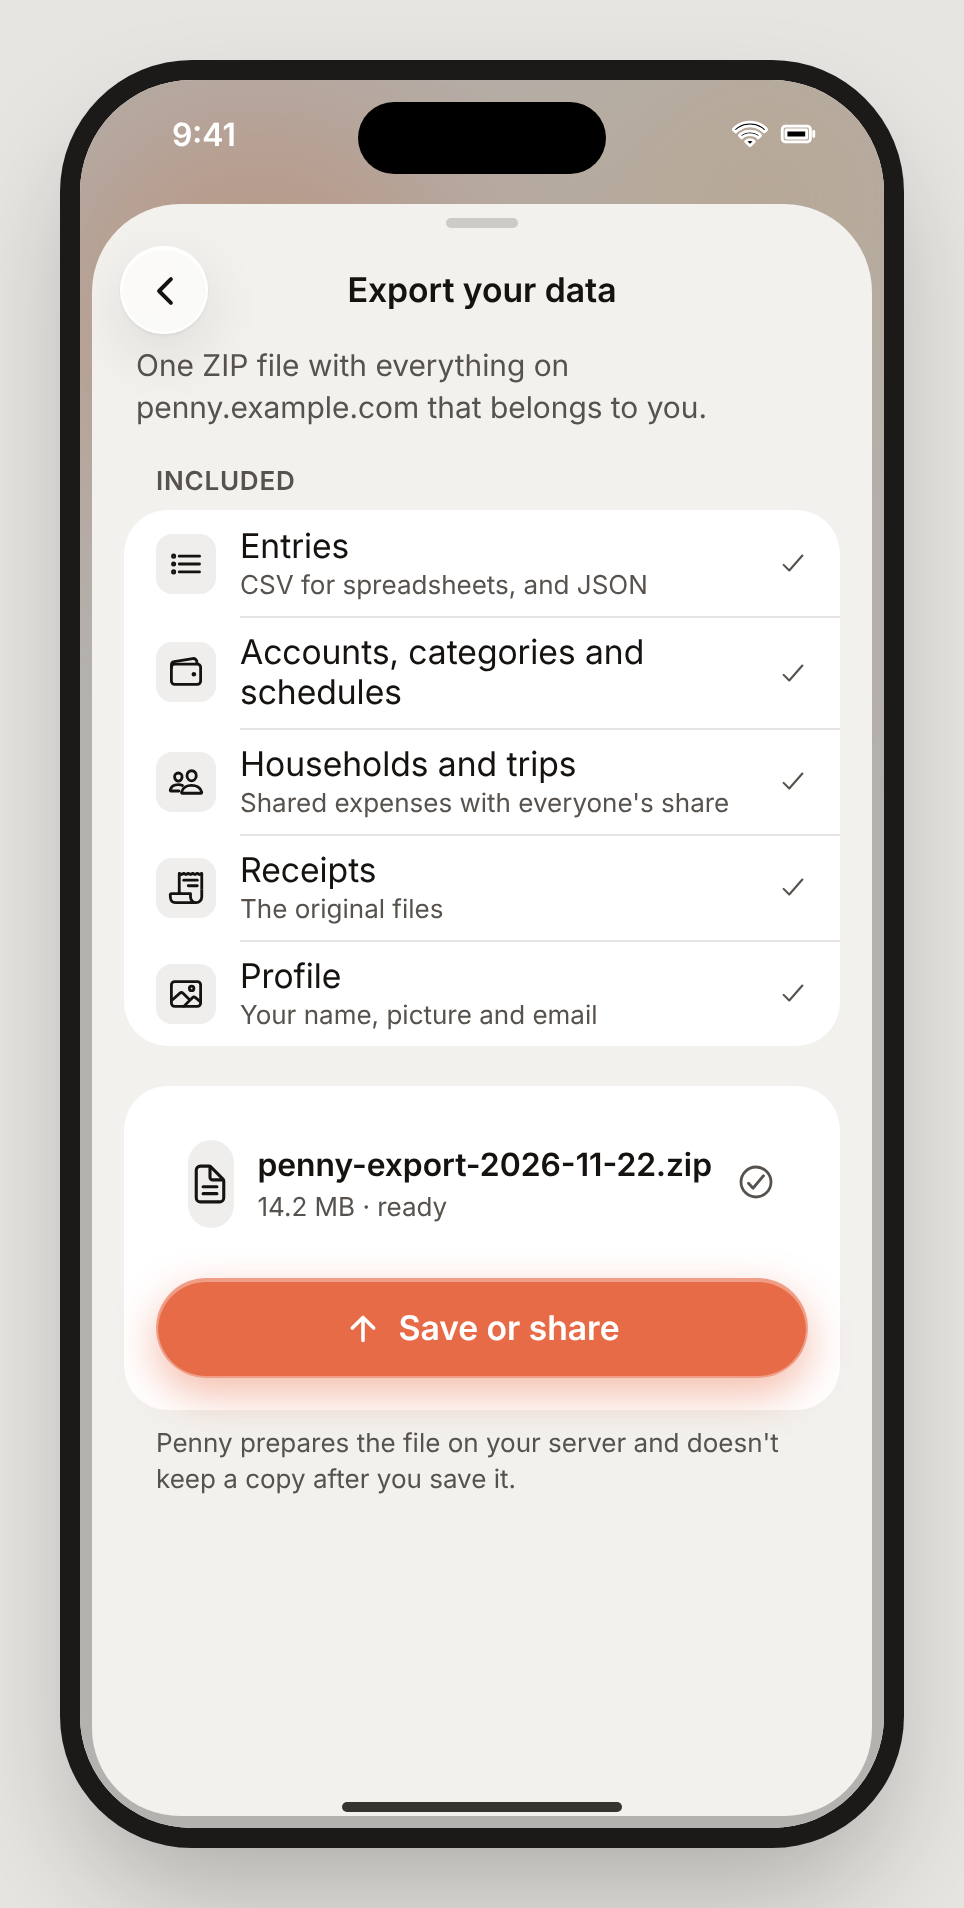 9:41
Export your data
One ZIP file with everything on
penny.example.com that belongs to you.
INCLUDED
Entries
CSV for spreadsheets, and JSON
Accounts, categories and
schedules
Households and trips
Shared expenses with everyone's share
Receipts
The original files
Profile
Your name, picture and email
penny-export-2026-11-22.zip
14.2 MB · ready
Save or share
Penny prepares the file on your server and doesn't
keep a copy after you save it.